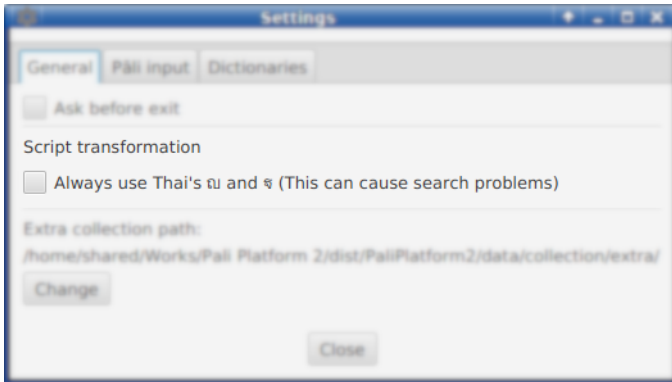 Settings
General
Pāli input
Dictionaries
Ask before exit
Script transformation
Always use Thai's ญ and ฐ (This can cause search problems)
Extra collection path:
/home/shared/Works/Pali Platform 2/dist/PaliPlatform2/data/collection/extra/
Change
Close